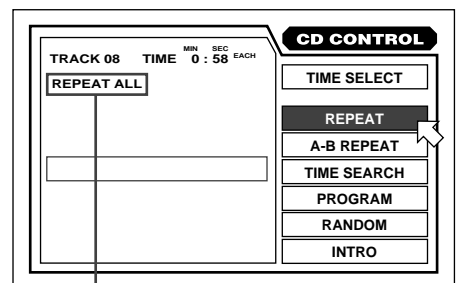 CD CONTROL
MIN SEC
TRACK 08 TIME 0 : 58 EACH
REPEAT ALL
TIME SELECT
REPEAT
A-B REPEAT
TIME SEARCH
PROGRAM
RANDOM
INTRO